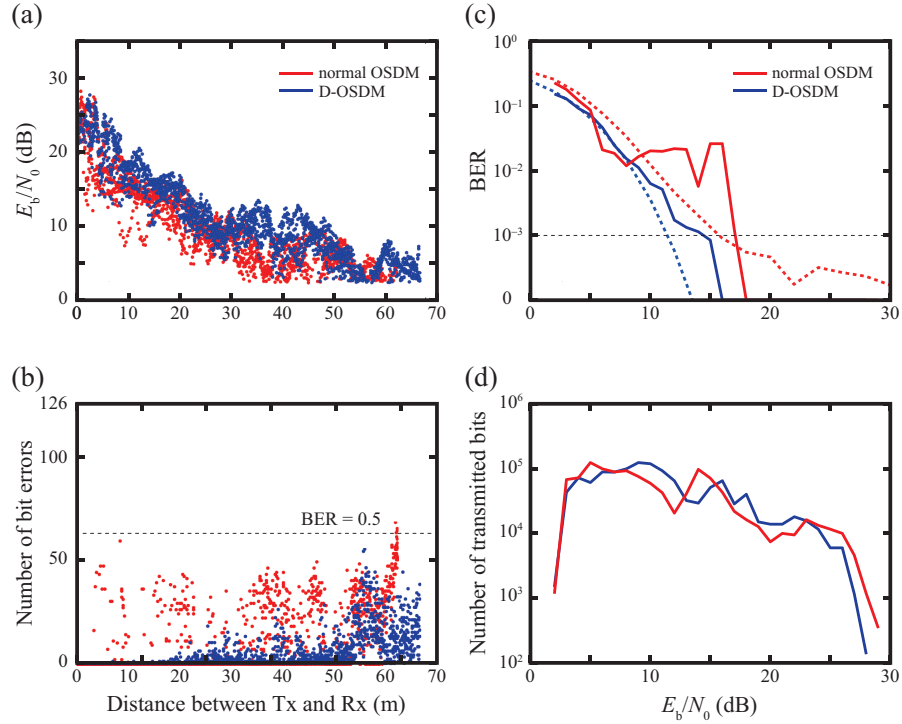 (a)
30
20
10
0
E_b/N_0 (dB)
normal OSDM
D-OSDM
0 10 20 30 40 50 60 70
(c)
10^0
10^-1
10^-2
10^-3
0
BER
normal OSDM
D-OSDM
0 10 20 30
(b)
126
100
50
0
Number of bit errors
BER = 0.5
0 10 20 30 40 50 60 70
Distance between Tx and Rx (m)
(d)
10^6
10^5
10^4
10^3
10^2
Number of transmitted bits
0 10 20 30
E_b/N_0 (dB)